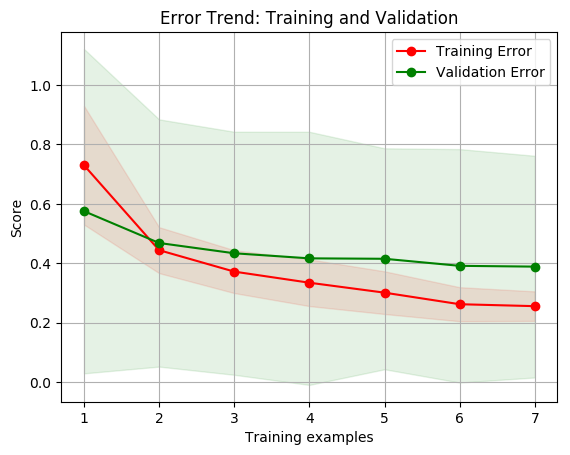 Error Trend: Training and Validation
Training Error
Validation Error
Score
1.0
0.8
0.6
0.4
0.2
0.0
1 2 3 4 5 6 7
Training examples